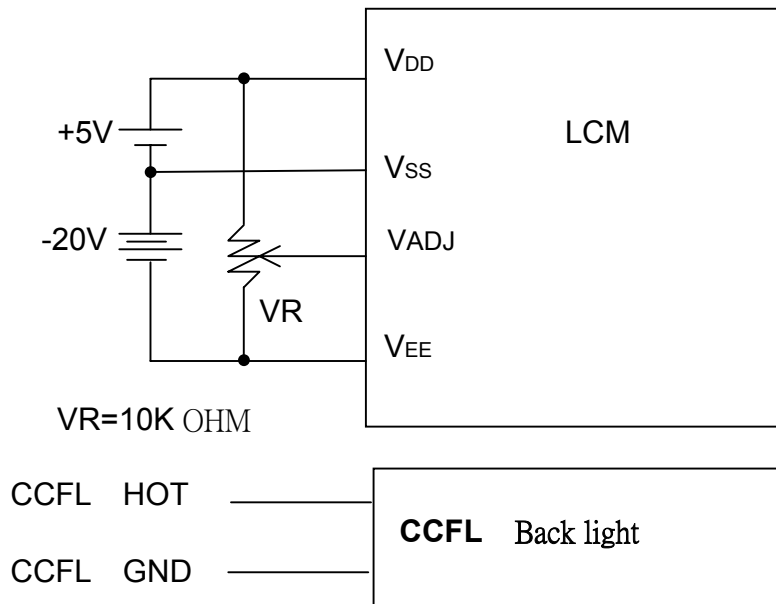 VDD
+5V
LCM
VSS
-20V
VADJ
VR
VEE
VR=10K OHM
CCFL HOT
CCFL Back light
CCFL GND